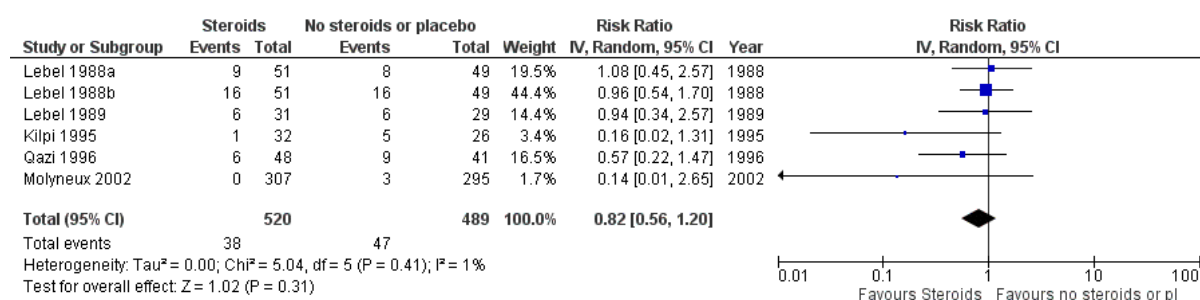 Steroids No steroids or placebo Risk Ratio Risk Ratio
Study or Subgroup Events Total Events Total Weight IV, Random, 95% CI Year IV, Random, 95% CI
Lebel 1988a 9 51 8 49 19.5% 1.08 [0.45, 2.57] 1988
Lebel 1988b 16 51 16 49 44.4% 0.96 [0.54, 1.70] 1988
Lebel 1989 6 31 6 29 14.4% 0.94 [0.34, 2.57] 1989
Kilpi 1995 1 32 5 26 3.4% 0.16 [0.02, 1.31] 1995
Qazi 1996 6 48 9 41 16.5% 0.57 [0.22, 1.47] 1996
Molyneux 2002 0 307 3 295 1.7% 0.14 [0.01, 2.65] 2002
Total (95% CI) 520 489 100.0% 0.82 [0.56, 1.20]
Total events 38 47
Heterogeneity: Tau² = 0.00; Chi² = 5.04, df = 5 (P = 0.41); I² = 1%
Test for overall effect: Z = 1.02 (P = 0.31)
0.01 0.1 1 10 100
Favours Steroids Favours no steroids or pl